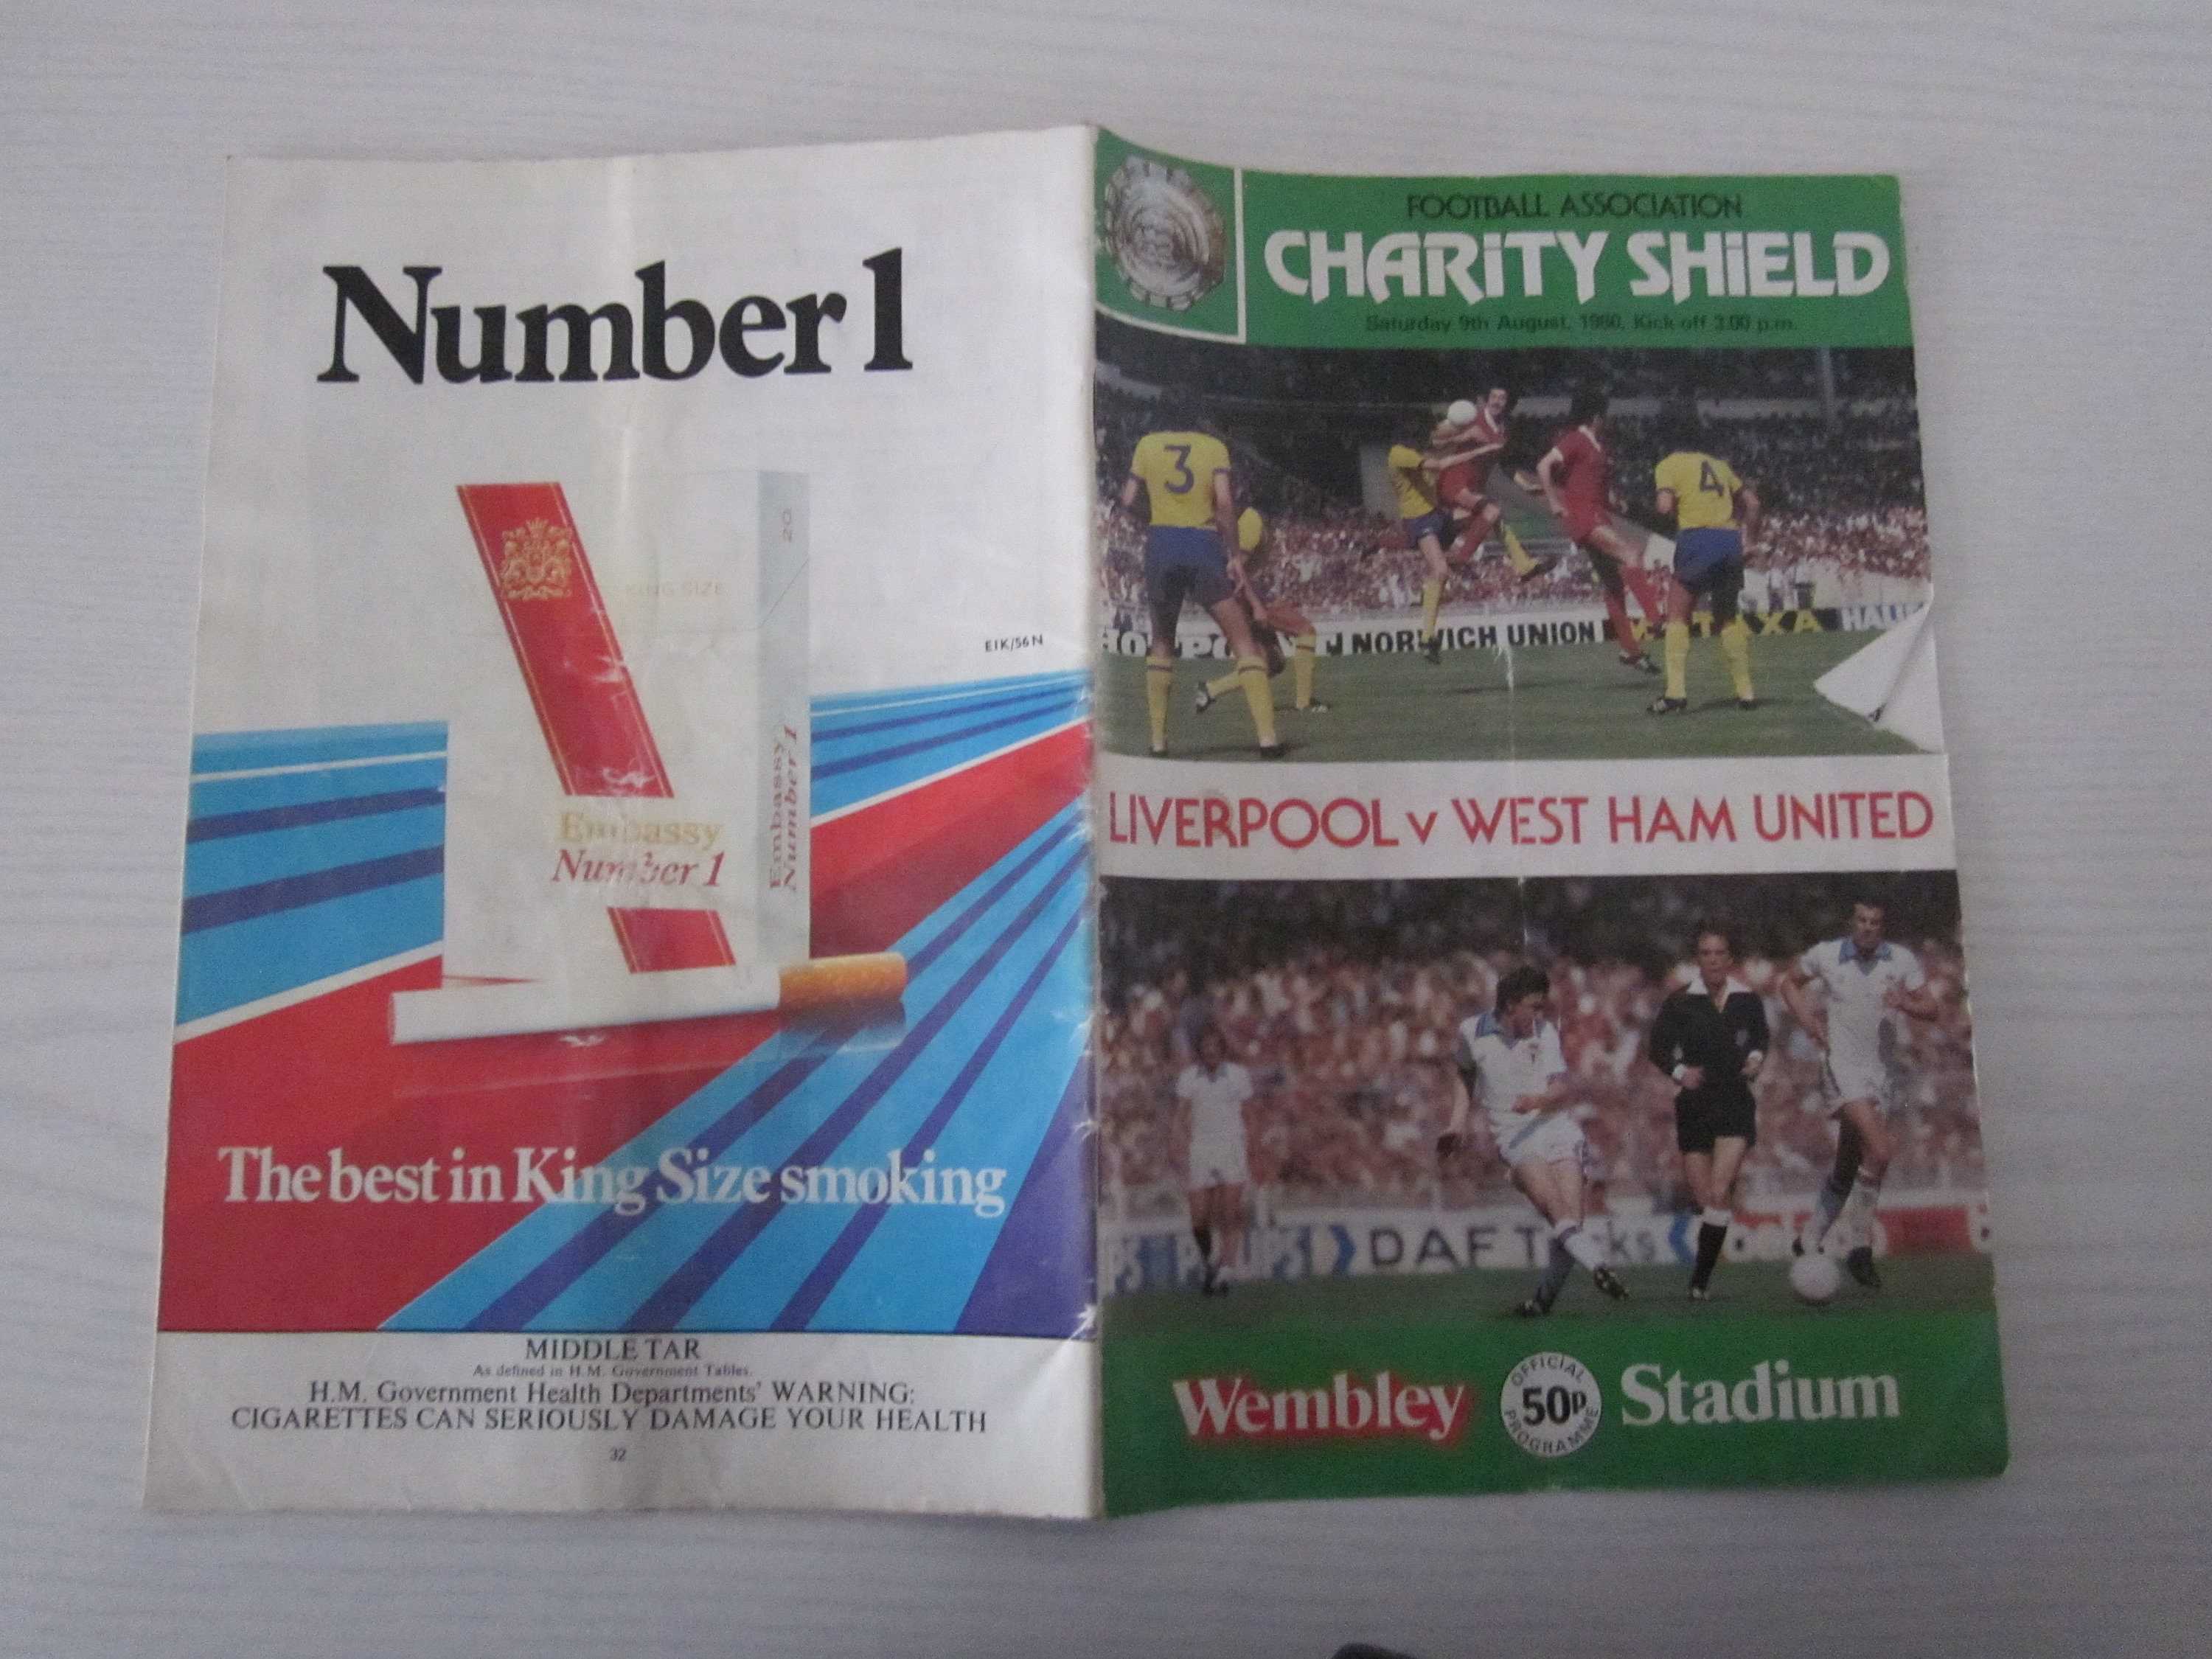 Number 1
20
KING SIZE
E1K/56N
Embassy
Number 1
Embassy
Number 1
The best in King Size smoking
MIDDLE TAR
As defined in H.M. Government Tables.
H.M. Government Health Departments' WARNING:
CIGARETTES CAN SERIOUSLY DAMAGE YOUR HEALTH
32
FOOTBALL ASSOCIATION
CHARITY SHIELD
Saturday 9th August, 1980, Kick-off 3.00 p.m.
3
4
NORWICH UNION
LIVERPOOL v WEST HAM UNITED
DAF T
ks
Wembley
OFFICIAL
50P
PROGRAMME
Stadium